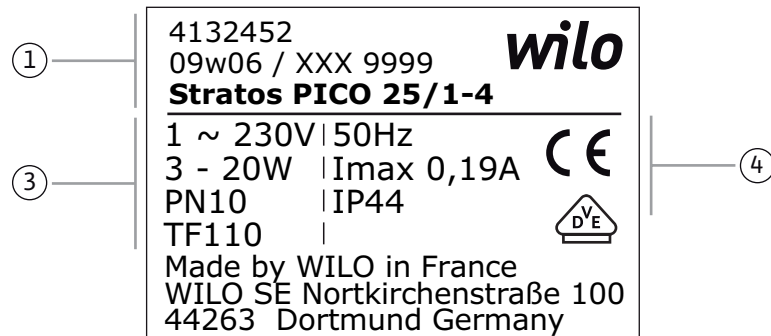 4132452
09w06 / XXX 9999
wilo
Stratos PICO 25/1-4
1 ~ 230V 50Hz
3 - 20W Imax 0,19A
PN10 IP44
TF110
CE
DVE
Made by WILO in France
WILO SE Nortkirchenstraße 100
44263 Dortmund Germany
1
3
4